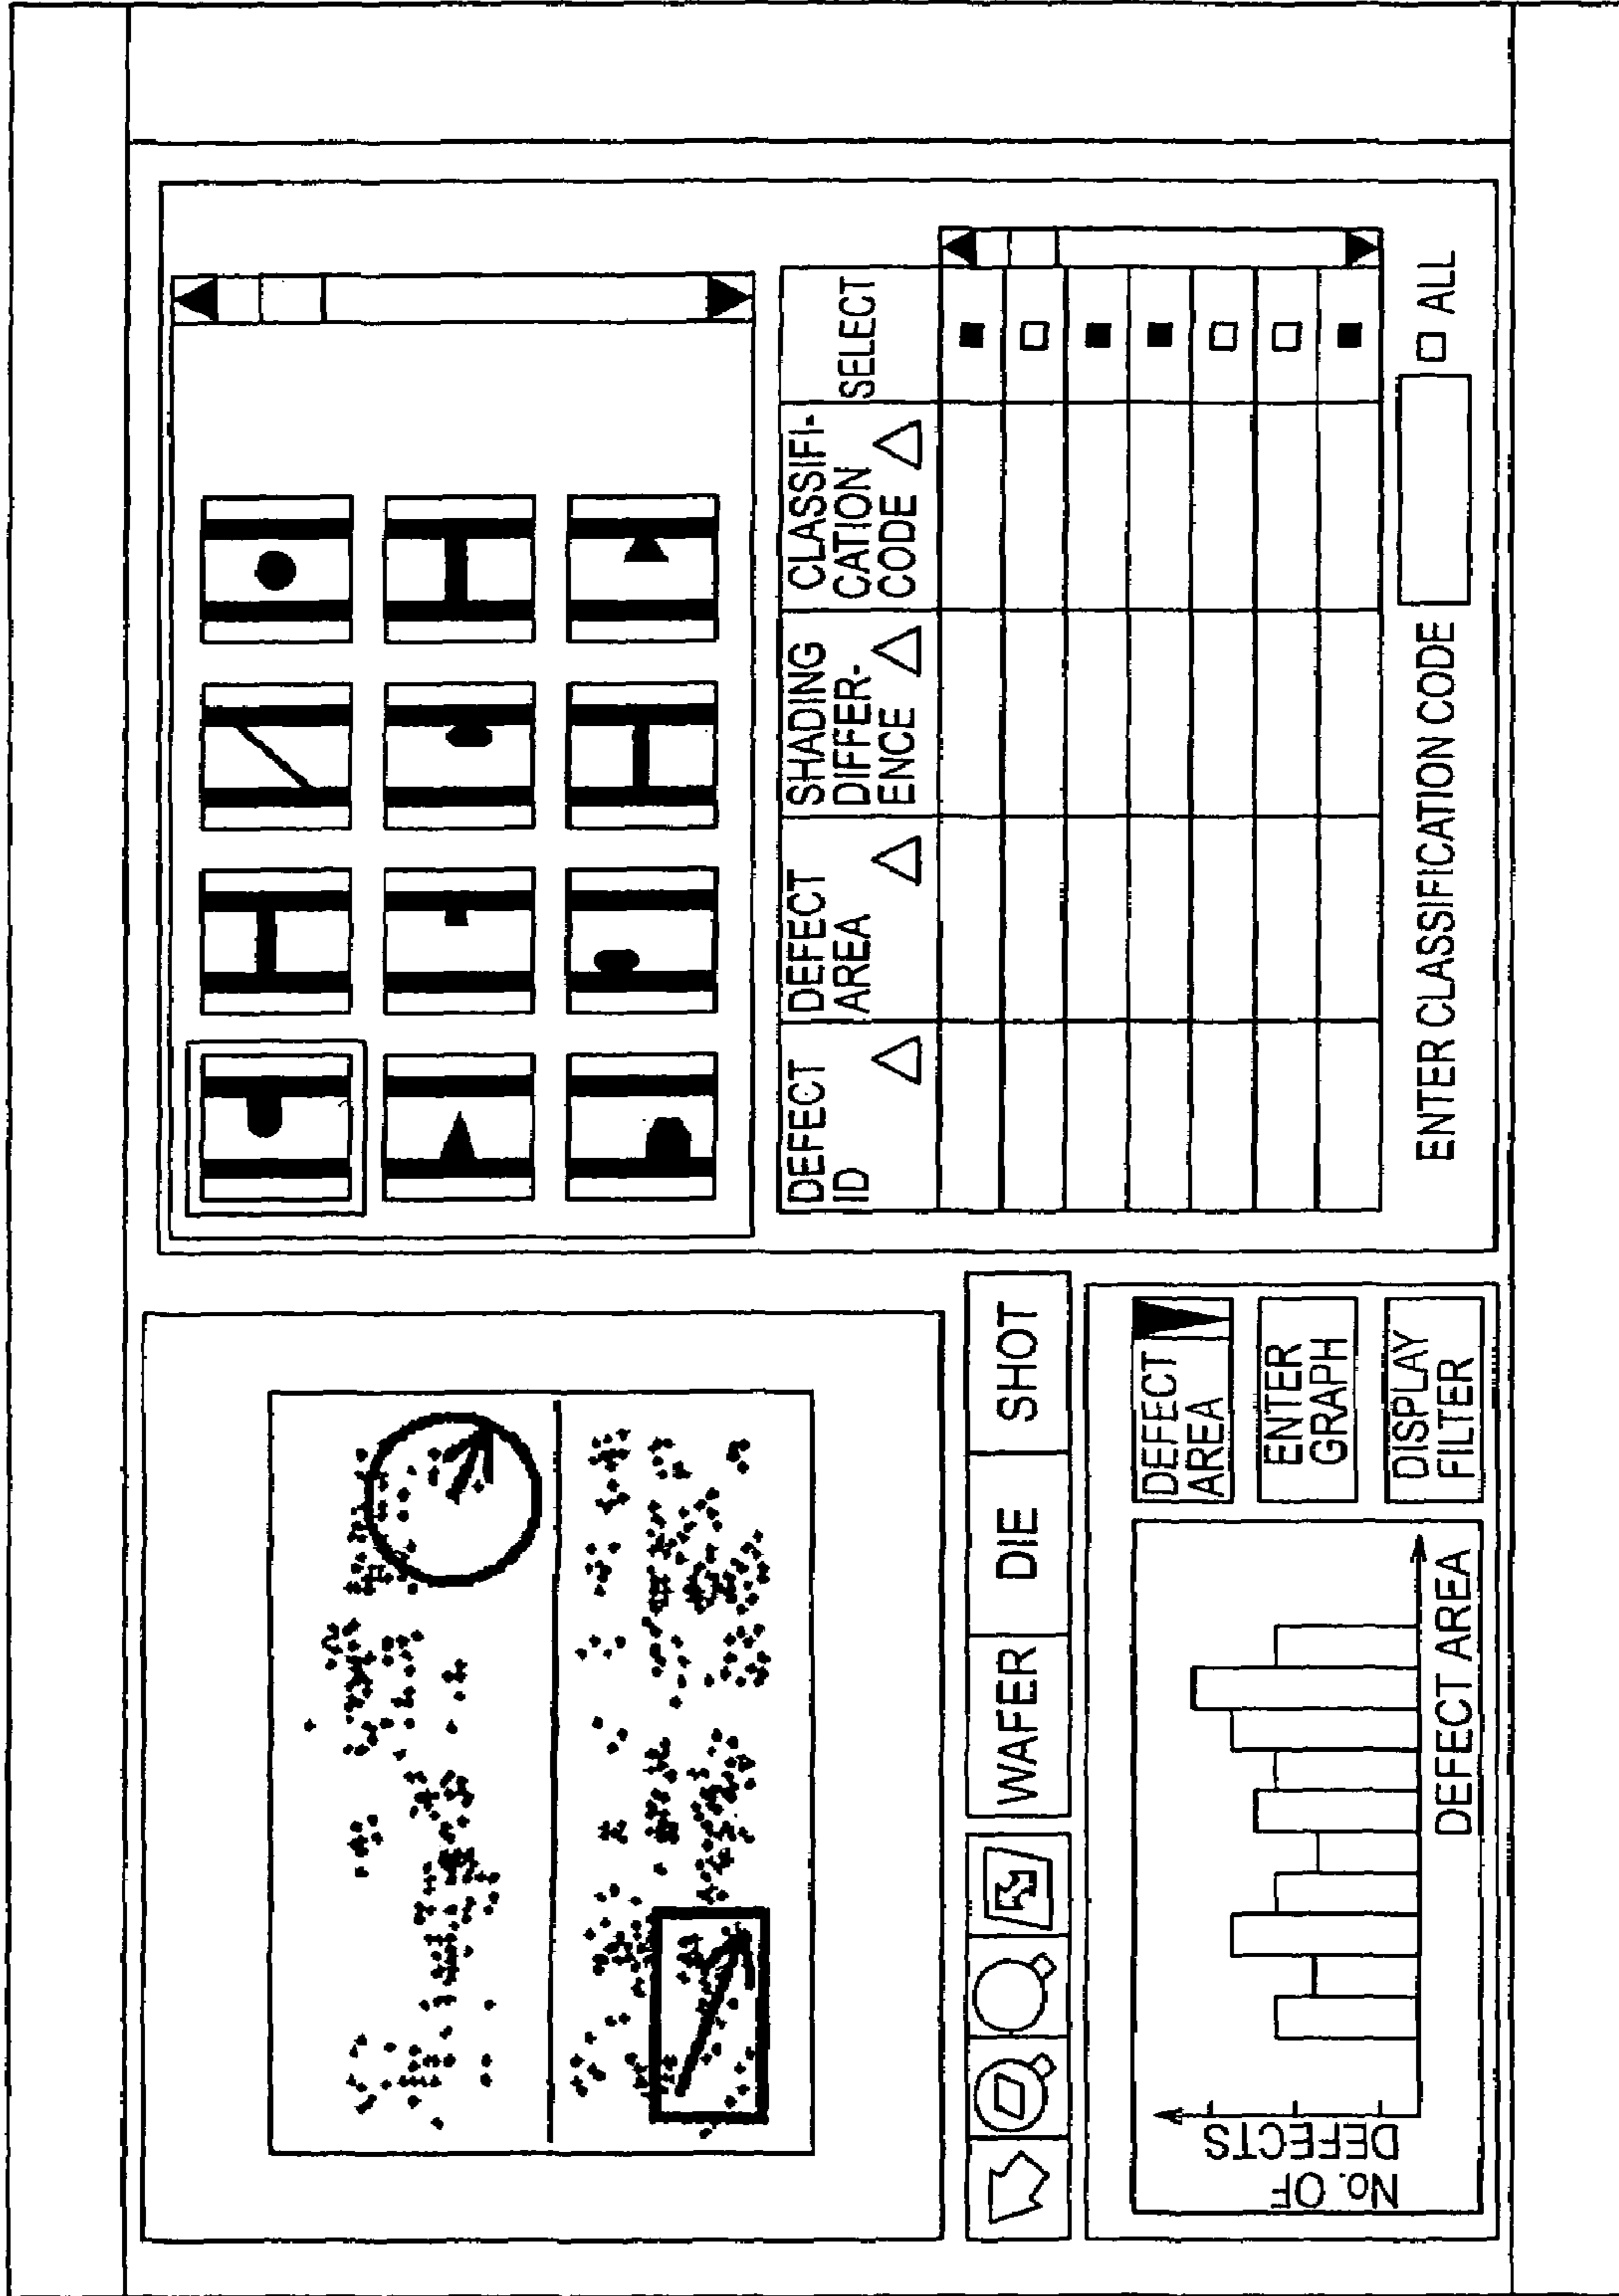 WAFER
DIE
SHOT
No. OF
DEFECTS
DEFECT AREA
DEFECT
AREA
ENTER
GRAPH
DISPLAY
FILTER
DEFECT
ID
DEFECT
AREA
SHADING
DIFFER-
ENCE
CLASSIFI-
CATION
CODE
SELECT
ENTER CLASSIFICATION CODE
ALL